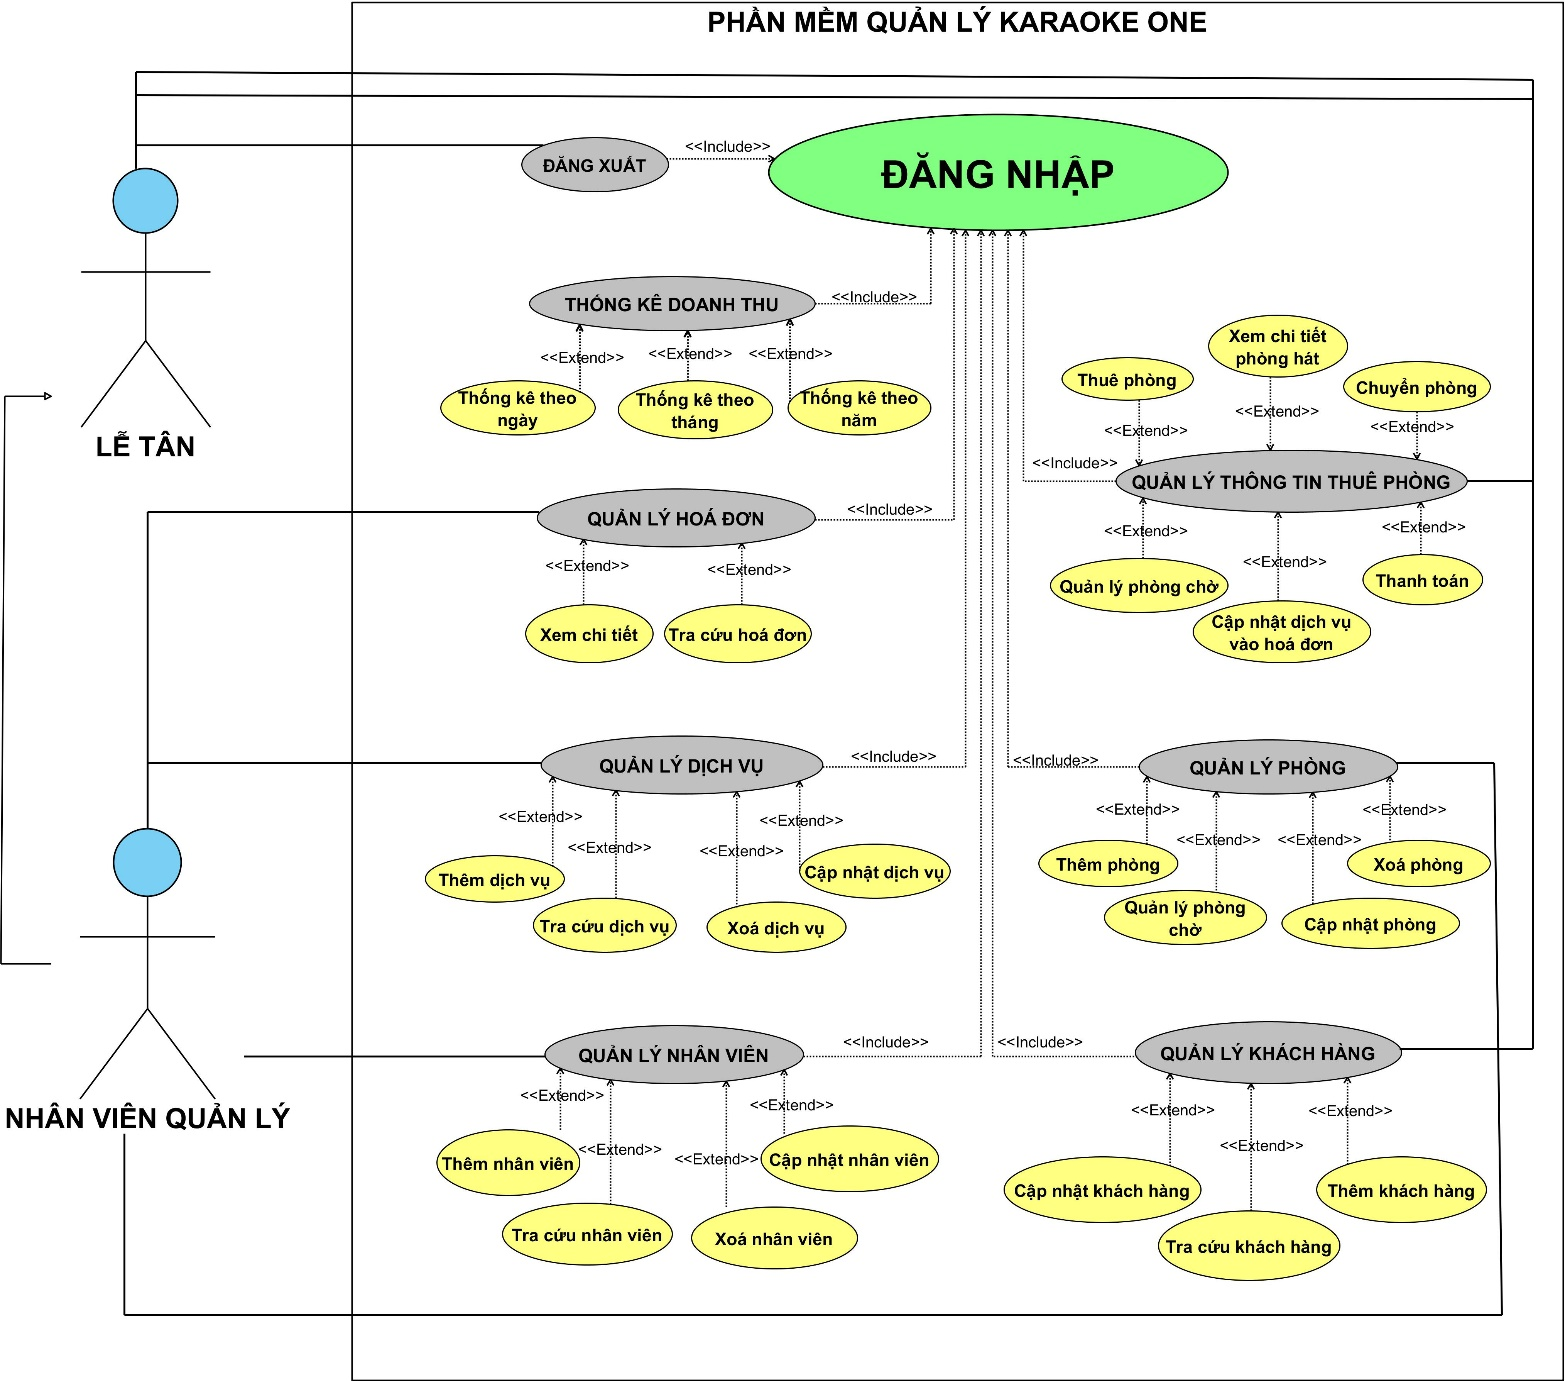 PHẦN MỀM QUẢN LÝ KARAOKE ONE
ĐĂNG XUẤT
<<Include>>
ĐĂNG NHẬP
LỄ TÂN
THỐNG KÊ DOANH THU
<<Include>>
<<Extend>>
<<Extend>>
<<Extend>>
Thống kê theo
ngày
Thống kê theo
tháng
Thống kê theo
năm
Thuê phòng
Xem chi tiết
phòng hát
Chuyển phòng
<<Extend>>
<<Extend>>
<<Extend>>
<<Include>>
QUẢN LÝ THÔNG TIN THUÊ PHÒNG
<<Extend>>
<<Extend>>
<<Extend>>
Quản lý phòng chờ
Cập nhật dịch vụ
vào hoá đơn
Thanh toán
QUẢN LÝ HOÁ ĐƠN
<<Include>>
<<Extend>>
<<Extend>>
Xem chi tiết
Tra cứu hoá đơn
QUẢN LÝ DỊCH VỤ
<<Include>>
<<Extend>>
<<Extend>>
<<Extend>>
<<Extend>>
Thêm dịch vụ
Tra cứu dịch vụ
Xoá dịch vụ
Cập nhật dịch vụ
<<Include>>
QUẢN LÝ PHÒNG
<<Extend>>
<<Extend>>
<<Extend>>
<<Extend>>
Thêm phòng
Quản lý phòng
chờ
Cập nhật phòng
Xoá phòng
NHÂN VIÊN QUẢN LÝ
QUẢN LÝ NHÂN VIÊN
<<Include>>
<<Extend>>
<<Extend>>
<<Extend>>
<<Extend>>
Thêm nhân viên
Tra cứu nhân viên
Xoá nhân viên
Cập nhật nhân viên
<<Include>>
QUẢN LÝ KHÁCH HÀNG
<<Extend>>
<<Extend>>
<<Extend>>
Cập nhật khách hàng
Tra cứu khách hàng
Thêm khách hàng